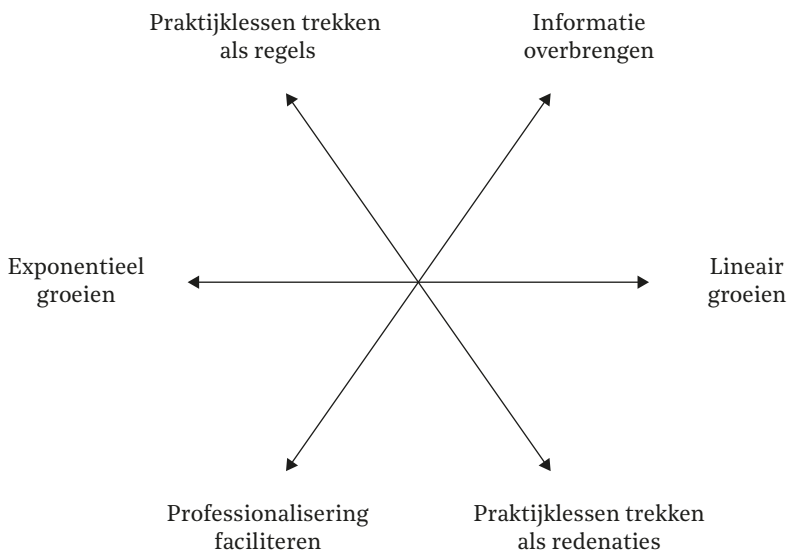 Praktijklessen trekken
als regels
Informatie
overbrengen
Exponentieel
groeien
Lineair
groeien
Professionalisering
faciliteren
Praktijklessen trekken
als redenaties